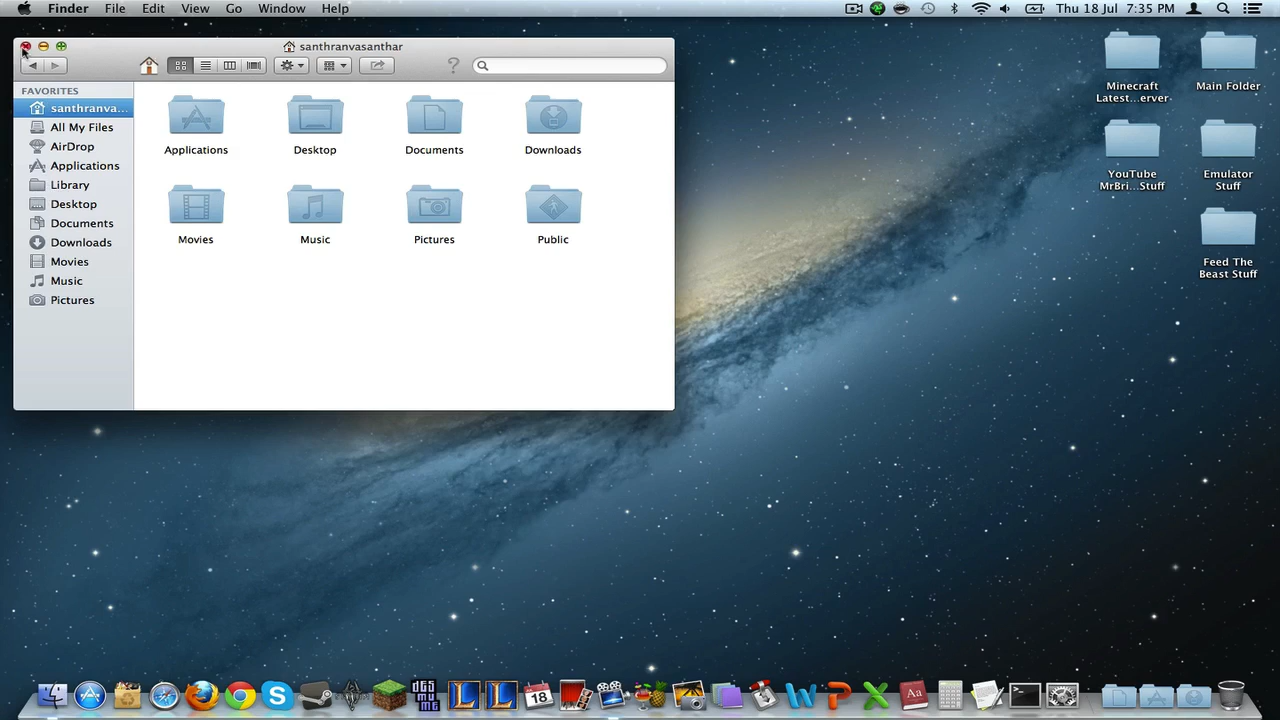 Finder File Edit View Go Window Help Thu 18 Jul 7:35 PM
santhranvasanthar
FAVORITES
santhranva...
All My Files
AirDrop
Applications
Library
Desktop
Documents
Downloads
Movies
Music
Pictures
Applications Desktop Documents Downloads
Movies Music Pictures Public
Minecraft
Latest...erver
Main Folder
YouTube
MrBri...Stuff
Emulator
Stuff
Feed The
Beast Stuff
18
Aa